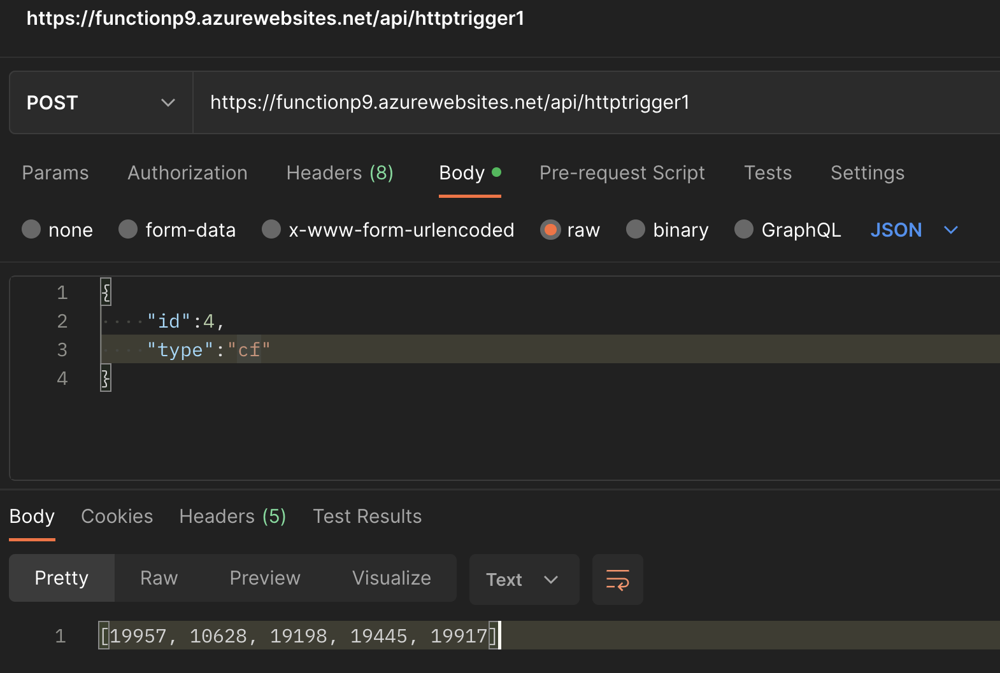 https://functionp9.azurewebsites.net/api/httptrigger1
POST https://functionp9.azurewebsites.net/api/httptrigger1
Params Authorization Headers (8) Body Pre-request Script Tests Settings
none form-data x-www-form-urlencoded raw binary GraphQL JSON
1 {
2 "id":4,
3 "type":"cf"
4 }
Body Cookies Headers (5) Test Results
Pretty Raw Preview Visualize Text
1 [19957, 10628, 19198, 19445, 19917]